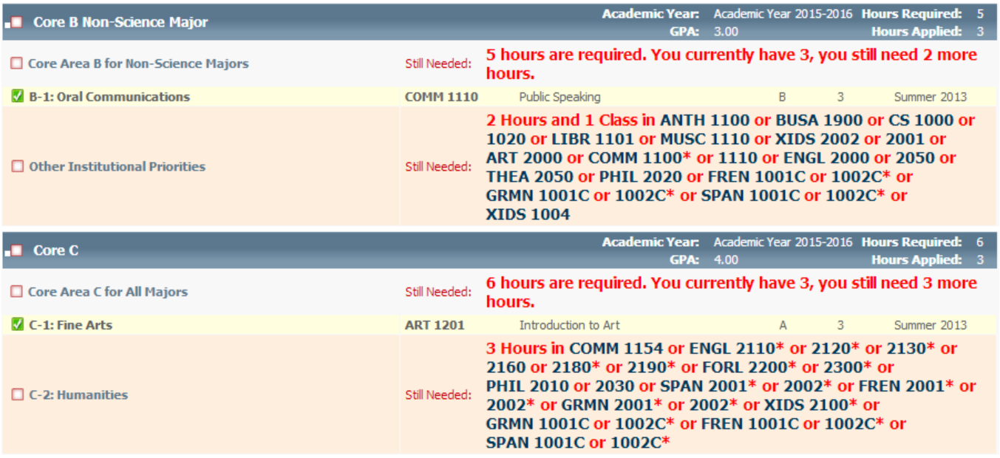 Core B Non-Science Major Academic Year: Academic Year 2015-2016 Hours Required: 5
GPA: 3.00 Hours Applied: 3
Core Area B for Non-Science Majors Still Needed: 5 hours are required. You currently have 3, you still need 2 more
hours.
B-1: Oral Communications COMM 1110 Public Speaking B 3 Summer 2013
Other Institutional Priorities Still Needed: 2 Hours and 1 Class in ANTH 1100 or BUSA 1900 or CS 1000 or
1020 or LIBR 1101 or MUSC 1110 or XIDS 2002 or 2001 or
ART 2000 or COMM 1100* or 1110 or ENGL 2000 or 2050 or
THEA 2050 or PHIL 2020 or FREN 1001C or 1002C* or
GRMN 1001C or 1002C* or SPAN 1001C or 1002C* or
XIDS 1004
Core C Academic Year: Academic Year 2015-2016 Hours Required: 6
GPA: 4.00 Hours Applied: 3
Core Area C for All Majors Still Needed: 6 hours are required. You currently have 3, you still need 3 more
hours.
C-1: Fine Arts ART 1201 Introduction to Art A 3 Summer 2013
C-2: Humanities Still Needed: 3 Hours in COMM 1154 or ENGL 2110* or 2120* or 2130* or
2160 or 2180* or 2190* or FORL 2200* or 2300* or
PHIL 2010 or 2030 or SPAN 2001* or 2002* or FREN 2001* or
2002* or GRMN 2001* or 2002* or XIDS 2100* or
GRMN 1001C or 1002C* or FREN 1001C or 1002C* or
SPAN 1001C or 1002C*